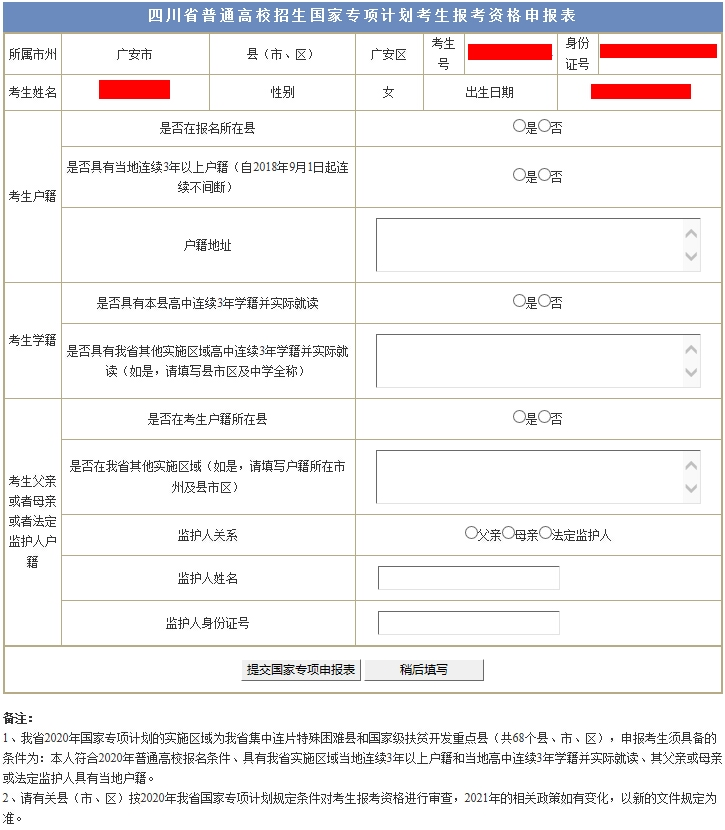 四川省普通高校招生国家专项计划考生报考资格申报表
所属市州 广安市 县（市、区） 广安区 考生号 身份证号
考生姓名 性别 女 出生日期
考生户籍
是否在报名所在县 是 否
是否具有当地连续3年以上户籍（自2018年9月1日起连
续不间断） 是 否
户籍地址
考生学籍
是否具有本县高中连续3年学籍并实际就读 是 否
是否具有我省其他实施区域高中连续3年学籍并实际就
读（如是，请填写县市区及中学全称）
考生父亲
或者母亲
或者法定
监护人户
籍
是否在考生户籍所在县 是 否
是否在我省其他实施区域（如是，请填写户籍所在市
州及县市区）
监护人关系 父亲 母亲 法定监护人
监护人姓名
监护人身份证号
提交国家专项申报表 稍后填写
备注：
1、我省2020年国家专项计划的实施区域为我省集中连片特殊困难县和国家级扶贫开发重点县（共68个县、市、区），申报考生须具备的
条件为：本人符合2020年普通高校报名条件、具有我省实施区域当地连续3年以上户籍和当地高中连续3年学籍并实际就读、其父亲或母亲
或法定监护人具有当地户籍。
2、请有关县（市、区）按2020年我省国家专项计划规定条件对考生报考资格进行审查，2021年的相关政策如有变化，以新的文件规定为
准。